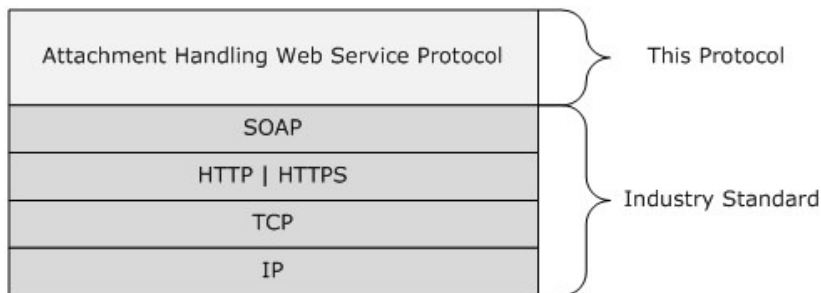 Attachment Handling Web Service Protocol
This Protocol
SOAP
HTTP | HTTPS
Industry Standard
TCP
IP